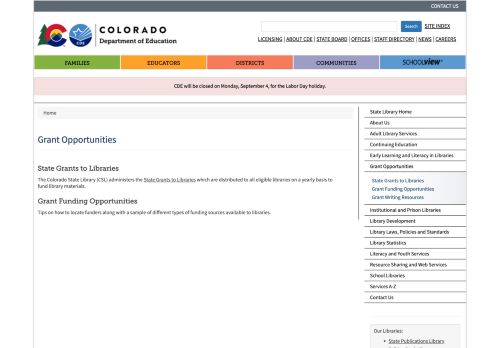 CONTACT US
COLORADO
Department of Education
CDE
Search
SITE INDEX
LICENSING | ABOUT CDE | STATE BOARD | OFFICES | STAFF DIRECTORY | NEWS | CAREERS
FAMILIES
EDUCATORS
DISTRICTS
COMMUNITIES
SCHOOLVIEW
CDE will be closed on Monday, September 4, for the Labor Day holiday.
Home
Grant Opportunities
State Grants to Libraries
The Colorado State Library (CSL) administers the State Grants to Libraries which are distributed to all eligible libraries on a yearly basis to
fund library materials.
Grant Funding Opportunities
Tips on how to locate funders along with a sample of different types of funding sources available to libraries.
State Library Home
About Us
Adult Library Services
Continuing Education
Early Learning and Literacy in Libraries
Grant Opportunities
State Grants to Libraries
Grant Funding Opportunities
Grant Writing Resources
Institutional and Prison Libraries
Library Development
Library Laws, Policies and Standards
Library Statistics
Literacy and Youth Services
Resource Sharing and Web Services
School Libraries
Services A-Z
Contact Us
Our Libraries:
State Publications Library